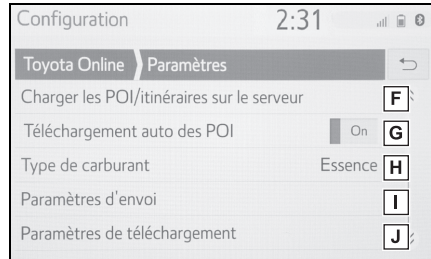 Configuration 2:31
Toyota Online Paramètres
Charger les POI/itinéraires sur le serveur F
Téléchargement auto des POI On G
Type de carburant Essence H
Paramètres d'envoi I
Paramètres de téléchargement J